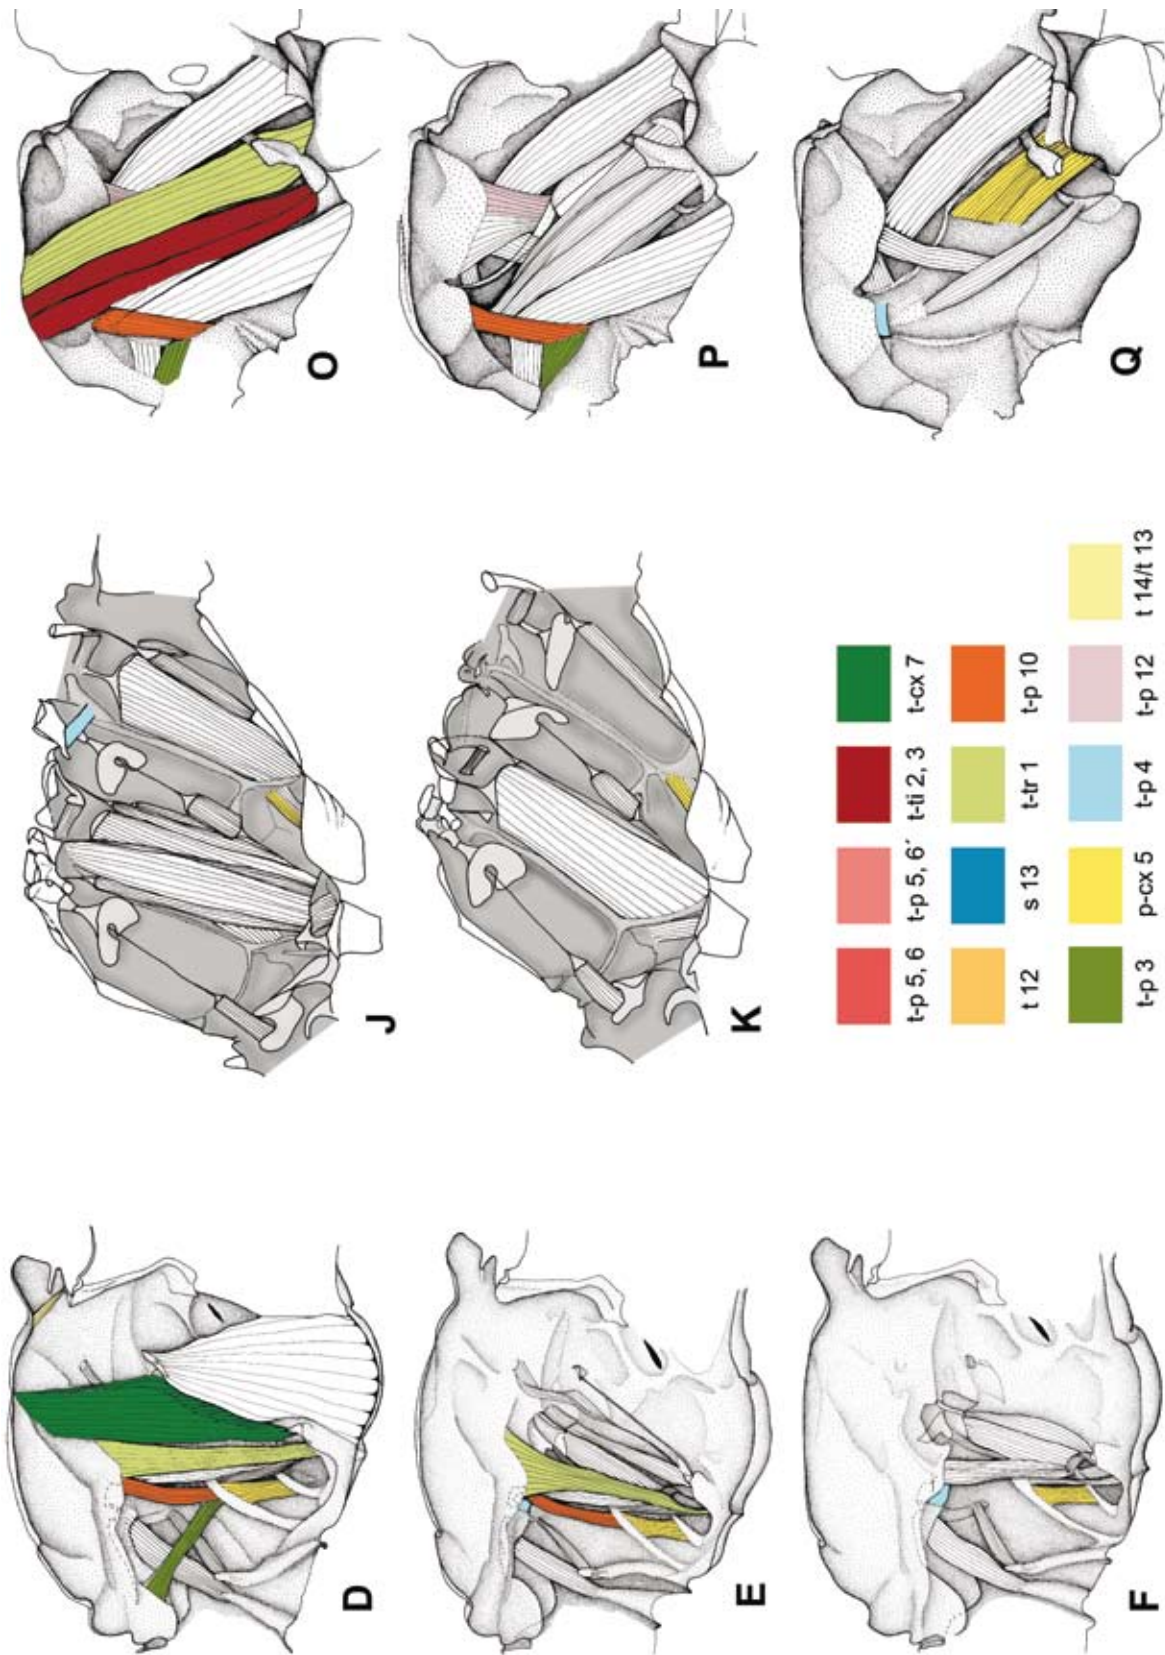 D
J
O
E
K
P
t-p 5, 6 t-p 5, 6´ t-ti 2, 3 t-cx 7
t 12 s 13 t-tr 1 t-p 10
t-p 3 p-cx 5 t-p 4 t-p 12 t 14/t 13
F
Q